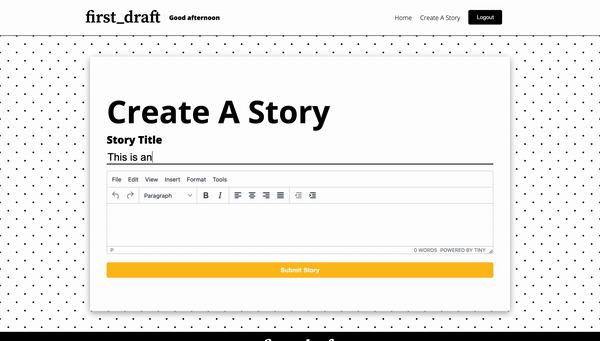 first_draft Good afternoon Home Create A Story Logout
Create A Story
Story Title
This is an
File Edit View Insert Format Tools
Paragraph B I
P 0 WORDS POWERED BY TINY
Submit Story